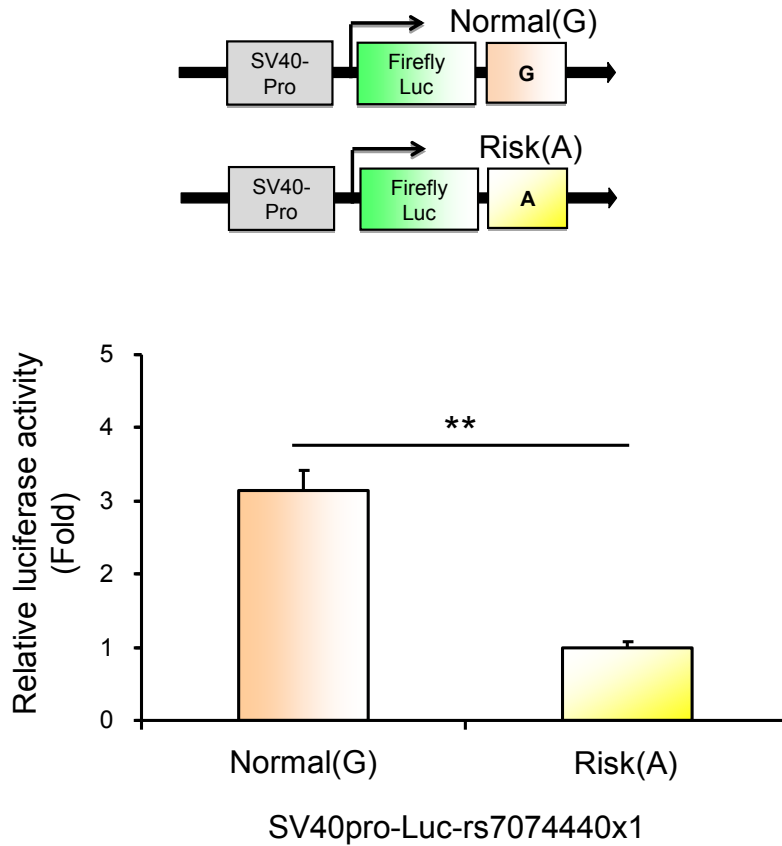 Normal(G)
SV40-
Pro
Firefly
Luc
G
Risk(A)
SV40-
Pro
Firefly
Luc
A
Relative luciferase activity
(Fold)
5
4
3
2
1
0
**
Normal(G)
Risk(A)
SV40pro-Luc-rs7074440x1